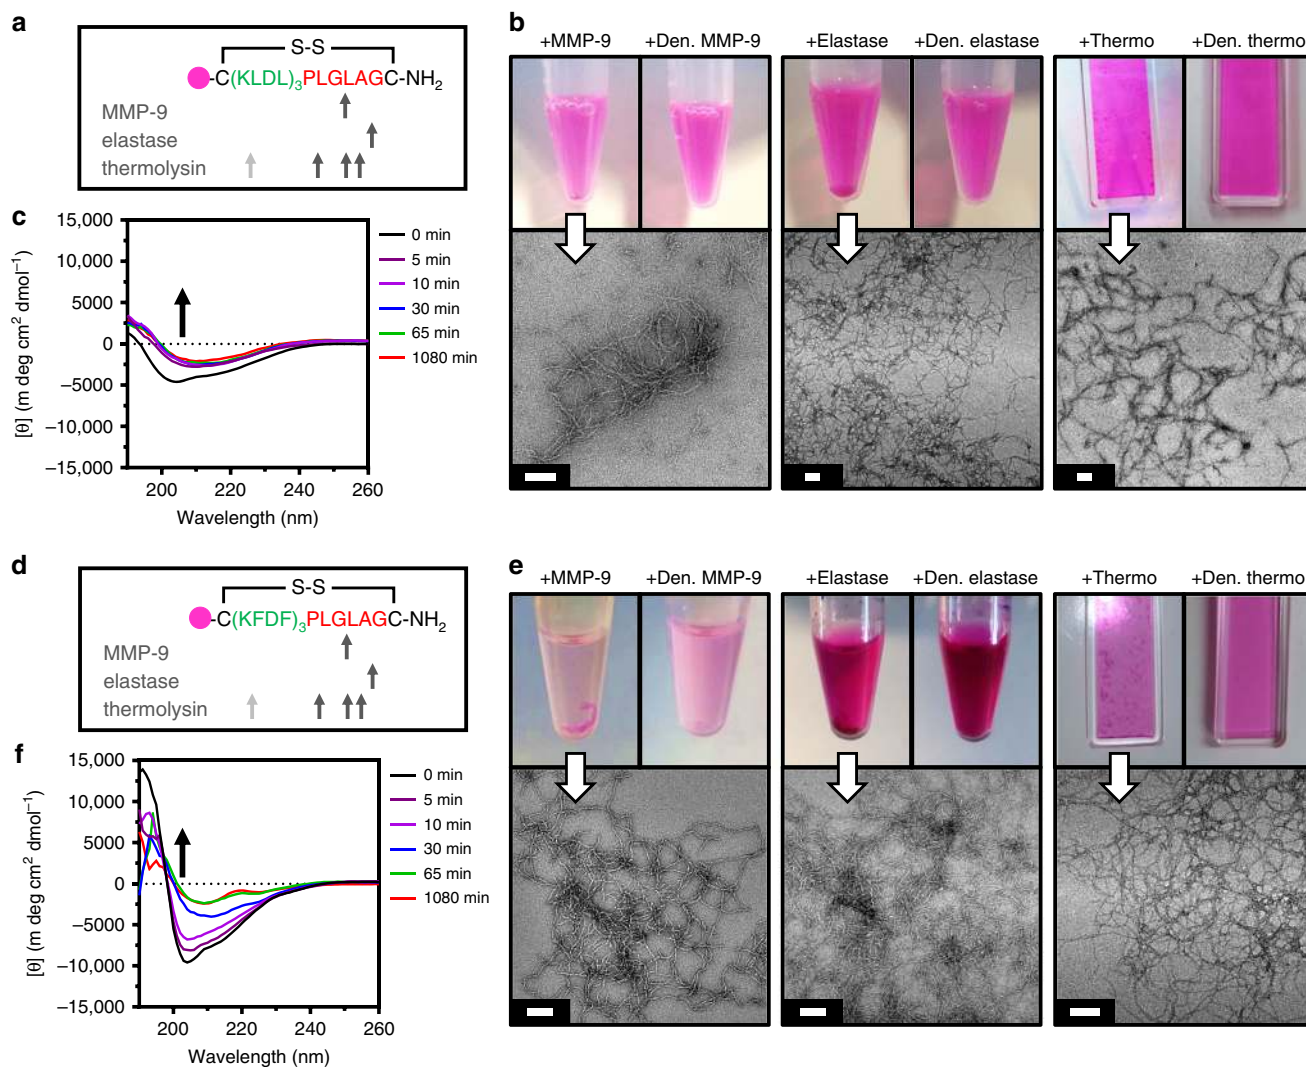 a
S-S
-C(KLDL)3PLGLAGC-NH2
MMP-9
elastase
thermolysin
b
+MMP-9 +Den. MMP-9
+Elastase +Den. elastase
+Thermo +Den. thermo
c
15,000
10,000
5000
0
−5000
−10,000
−15,000
200 220 240 260
Wavelength (nm)
[θ] (m deg cm2 dmol−1)
0 min
5 min
10 min
30 min
65 min
1080 min
d
S-S
-C(KFDF)3PLGLAGC-NH2
MMP-9
elastase
thermolysin
e
+MMP-9 +Den. MMP-9
+Elastase +Den. elastase
+Thermo +Den. thermo
f
15,000
10,000
5000
0
−5000
−10,000
−15,000
200 220 240 260
Wavelength (nm)
[θ] (m deg cm2 dmol−1)
0 min
5 min
10 min
30 min
65 min
1080 min